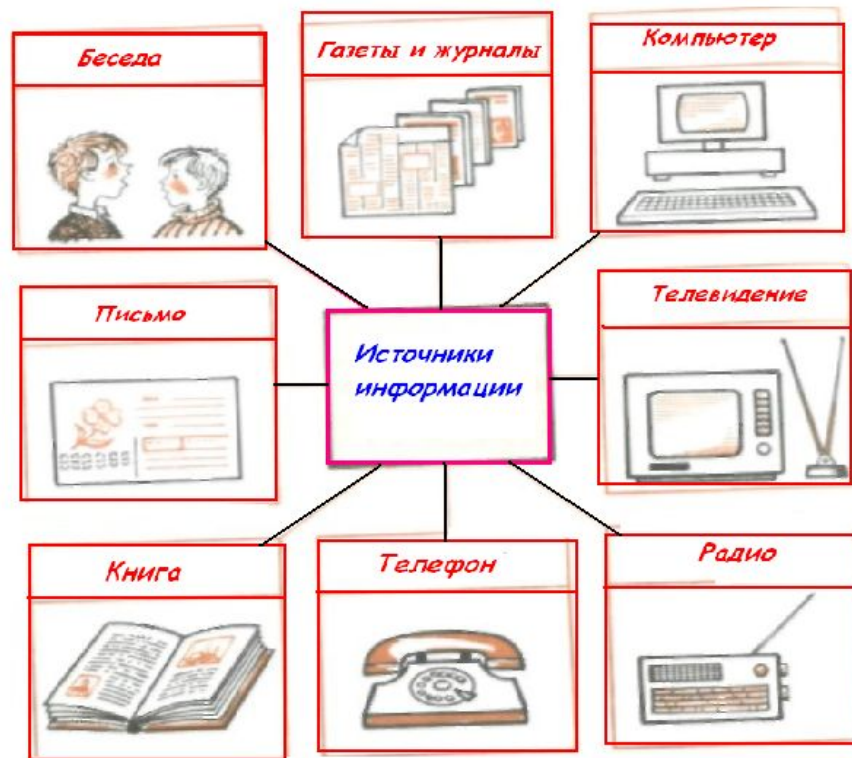 Беседа
Газеты и журналы
Компьютер
Письмо
Источники
информации
Телевидение
Книга
Телефон
Радио